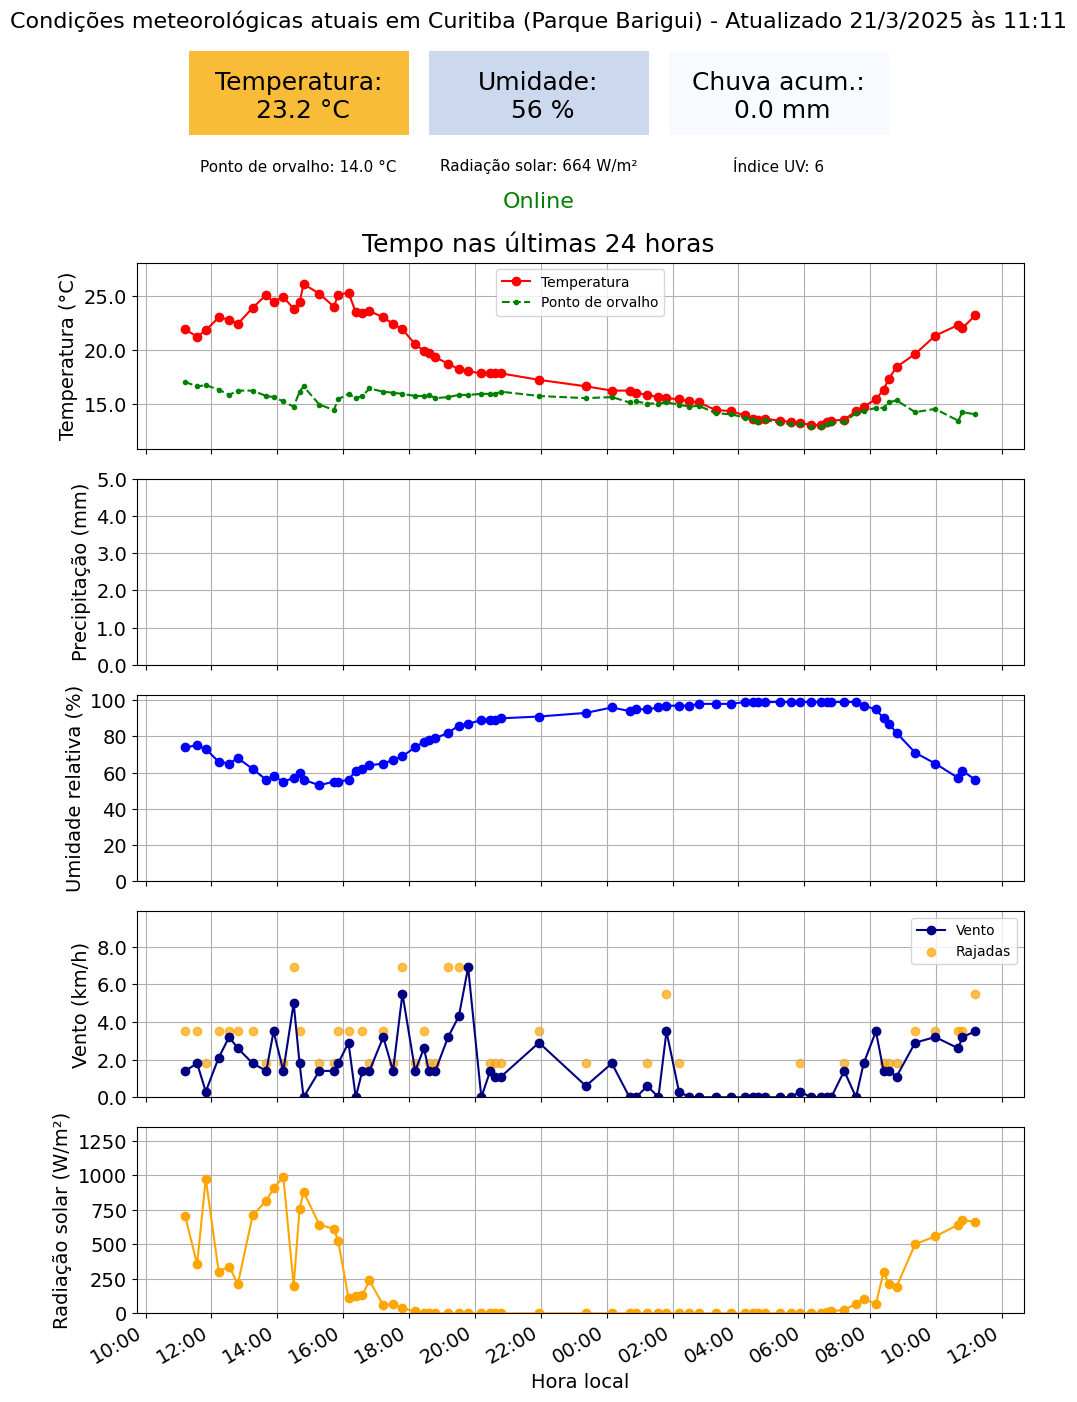 Condições meteorológicas atuais em Curitiba (Parque Barigui) - Atualizado 21/3/2025 às 11:11
Temperatura:
23.2 °C
Umidade:
56 %
Chuva acum.:
0.0 mm
Ponto de orvalho: 14.0 °C
Radiação solar: 664 W/m²
Índice UV: 6
Online
Tempo nas últimas 24 horas
Temperatura (°C)
25.0
20.0
15.0
Temperatura
Ponto de orvalho
Precipitação (mm)
5.0
4.0
3.0
2.0
1.0
0.0
Umidade relativa (%)
100
80
60
40
20
0
Vento (km/h)
8.0
6.0
4.0
2.0
0.0
Vento
Rajadas
Radiação solar (W/m²)
1250
1000
750
500
250
0
10:00 12:00 14:00 16:00 18:00 20:00 22:00 00:00 02:00 04:00 06:00 08:00 10:00 12:00
Hora local